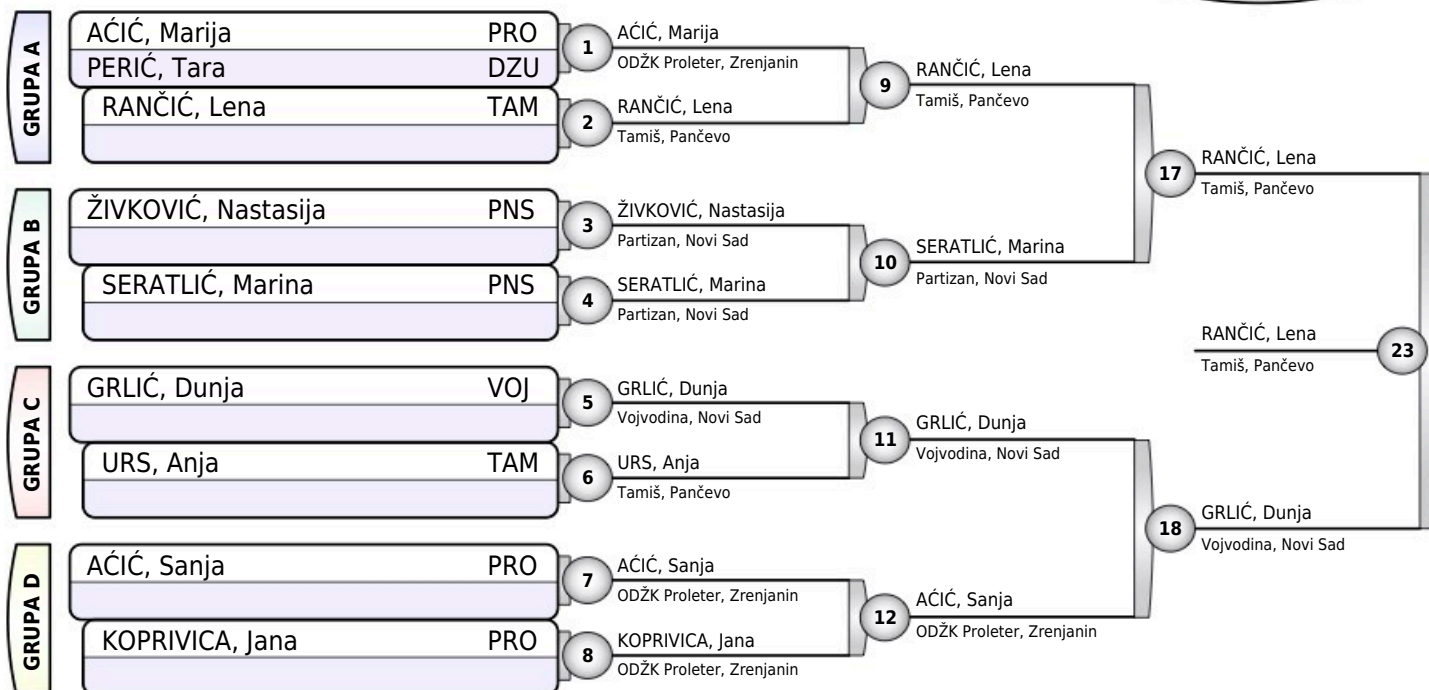 GRUPA A
AĆIĆ, Marija PRO
PERIĆ, Tara DZU
RANČIĆ, Lena TAM
1
AĆIĆ, Marija
ODŽK Proleter, Zrenjanin
2
RANČIĆ, Lena
Tamiš, Pančevo
9
RANČIĆ, Lena
Tamiš, Pančevo
GRUPA B
ŽIVKOVIĆ, Nastasija PNS
SERATLIĆ, Marina PNS
3
ŽIVKOVIĆ, Nastasija
Partizan, Novi Sad
4
SERATLIĆ, Marina
Partizan, Novi Sad
10
SERATLIĆ, Marina
Partizan, Novi Sad
17
RANČIĆ, Lena
Tamiš, Pančevo
GRUPA C
GRLIĆ, Dunja VOJ
URS, Anja TAM
5
GRLIĆ, Dunja
Vojvodina, Novi Sad
6
URS, Anja
Tamiš, Pančevo
11
GRLIĆ, Dunja
Vojvodina, Novi Sad
GRUPA D
AĆIĆ, Sanja PRO
KOPRIVICA, Jana PRO
7
AĆIĆ, Sanja
ODŽK Proleter, Zrenjanin
8
KOPRIVICA, Jana
ODŽK Proleter, Zrenjanin
12
AĆIĆ, Sanja
ODŽK Proleter, Zrenjanin
18
GRLIĆ, Dunja
Vojvodina, Novi Sad
RANČIĆ, Lena
Tamiš, Pančevo
23